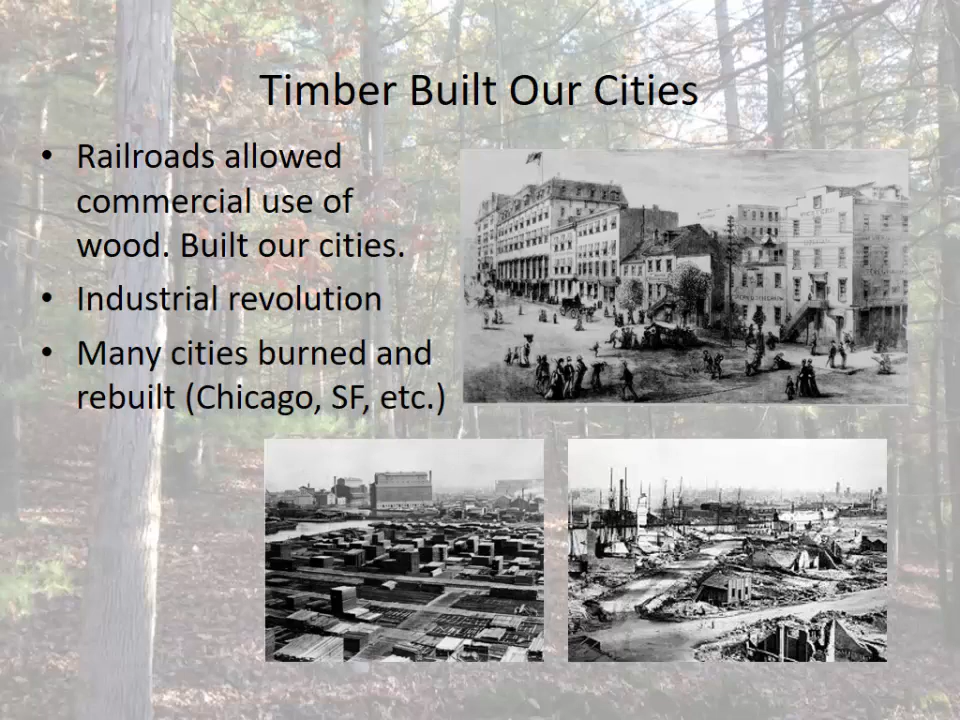 Timber Built Our Cities
• Railroads allowed
commercial use of
wood. Built our cities.
• Industrial revolution
• Many cities burned and
rebuilt (Chicago, SF, etc.)